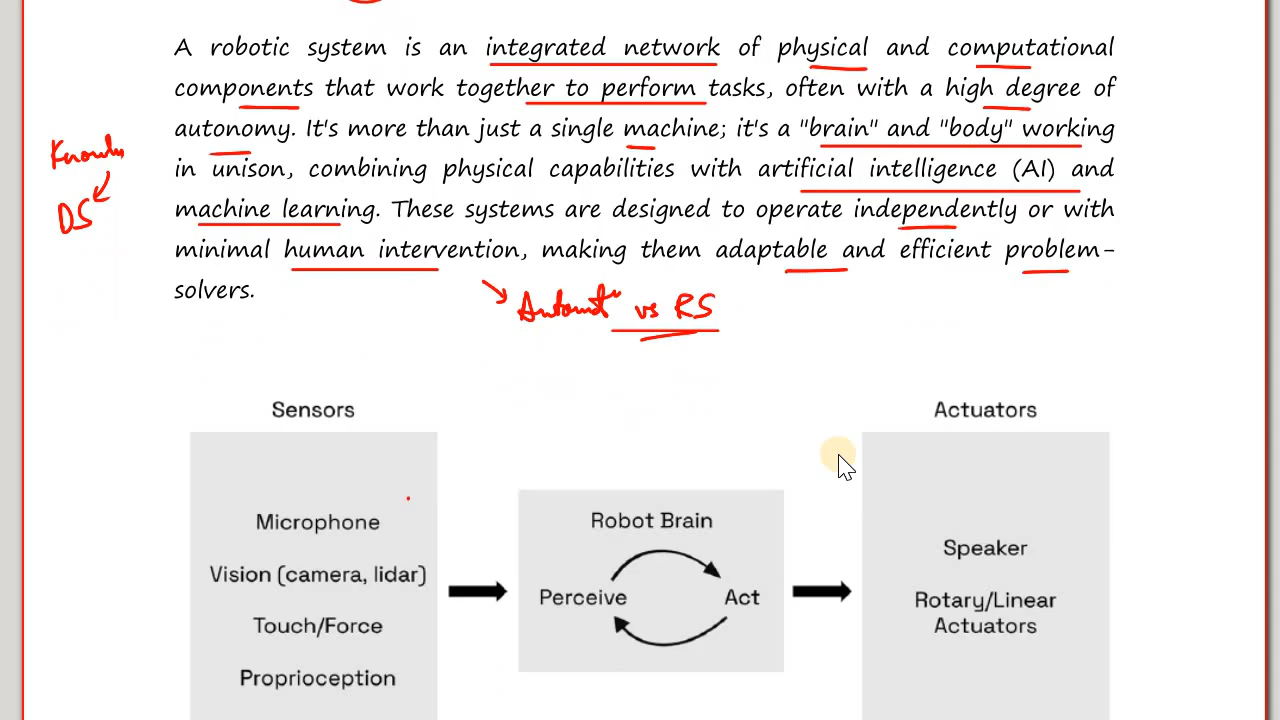 A robotic system is an integrated network of physical and computational
components that work together to perform tasks, often with a high degree of
autonomy. It's more than just a single machine; it's a "brain" and "body" working
in unison, combining physical capabilities with artificial intelligence (AI) and
machine learning. These systems are designed to operate independently or with
minimal human intervention, making them adaptable and efficient problem-
solvers.
DS
vs RS
Sensors
Microphone
Vision (camera, lidar)
Touch/Force
Proprioception
Robot Brain
Perceive Act
Actuators
Speaker
Rotary/Linear
Actuators